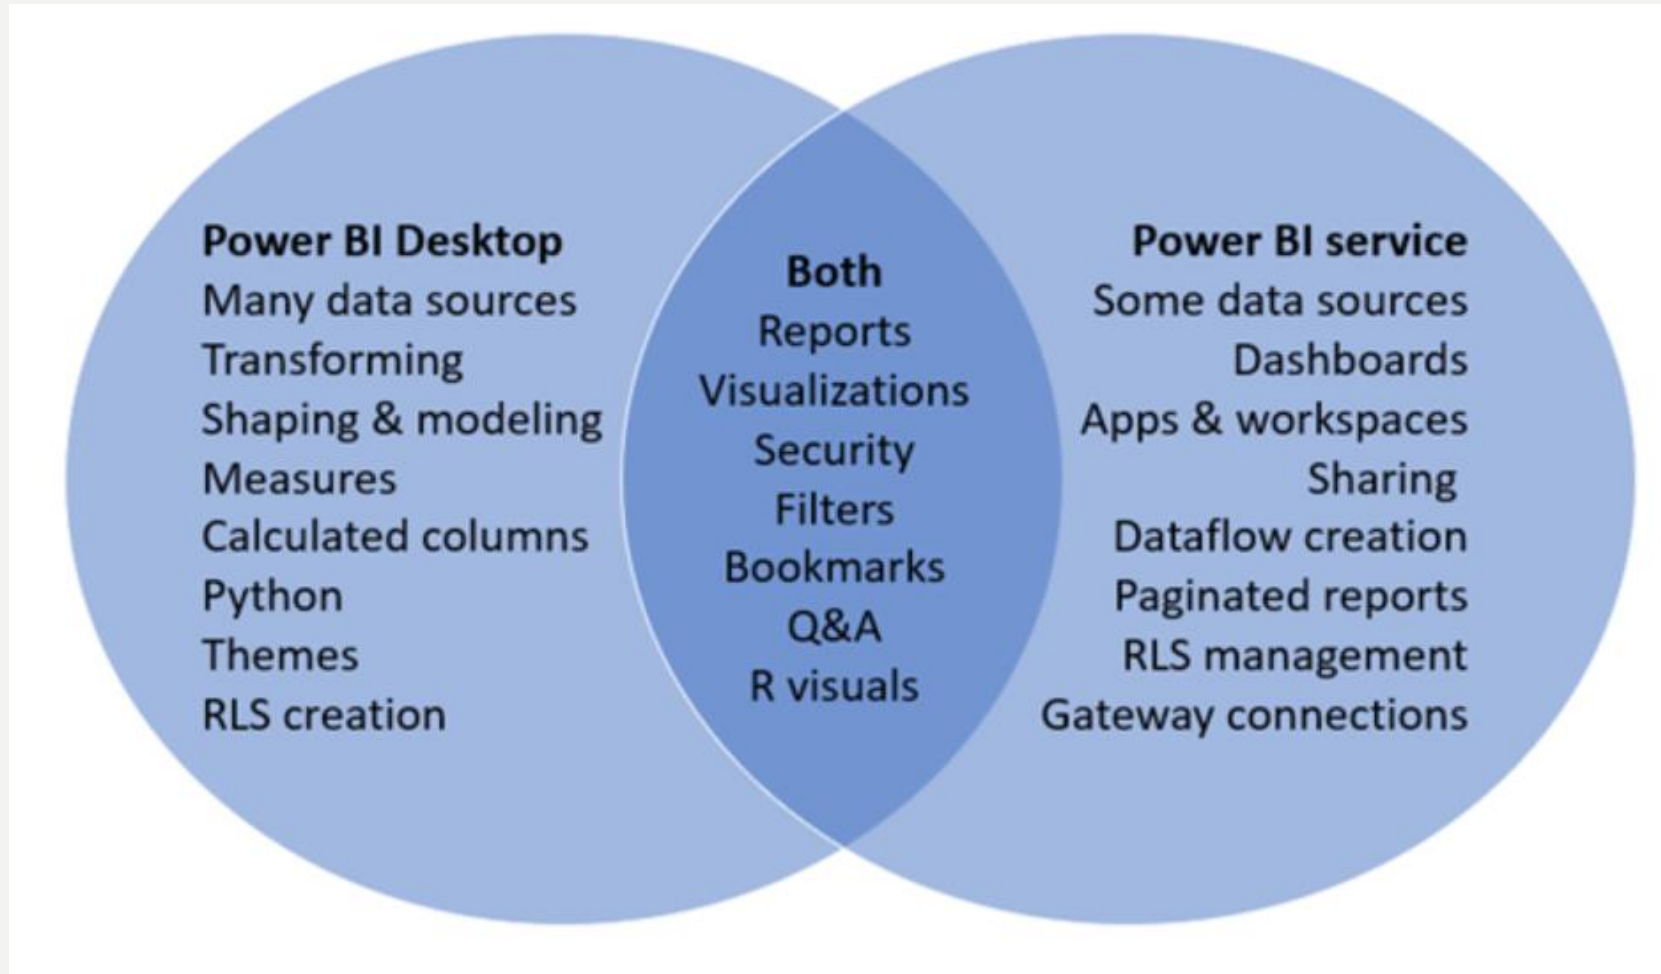 Power BI Desktop
Many data sources
Transforming
Shaping & modeling
Measures
Calculated columns
Python
Themes
RLS creation
Both
Reports
Visualizations
Security
Filters
Bookmarks
Q&A
R visuals
Power BI service
Some data sources
Dashboards
Apps & workspaces
Sharing
Dataflow creation
Paginated reports
RLS management
Gateway connections